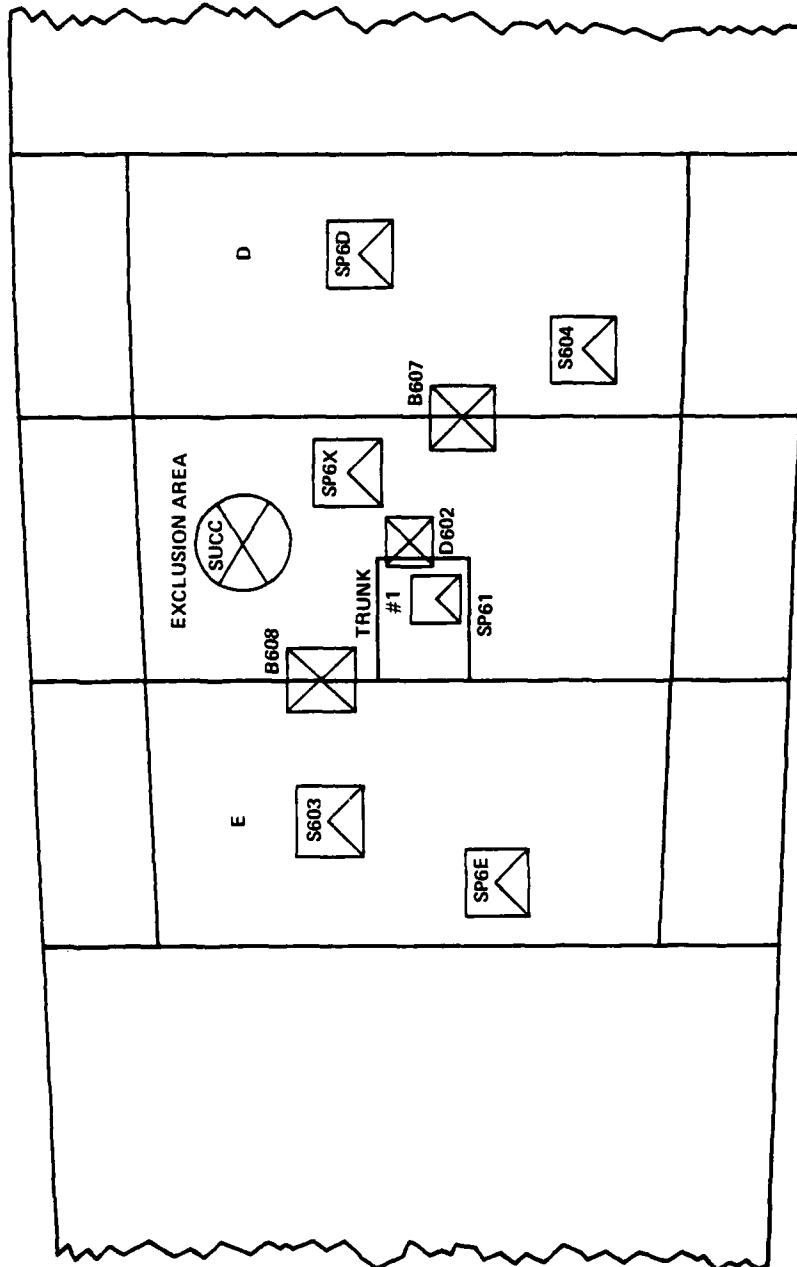 EXCLUSION AREA
SUCC
E
D
B608
S603
SP6E
TRUNK
#1
SP61
D602
SP6X
B607
SP6D
S604